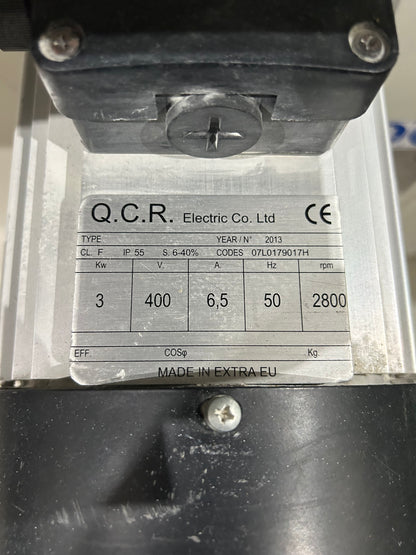 Q.C.R. Electric Co. Ltd CE
TYPE YEAR / N° 2013
CL. F IP 55 S. 6-40% CODES 07L0179017H
Kw V. A. Hz rpm
3 400 6,5 50 2800
EFF. COSφ Kg.
MADE IN EXTRA EU